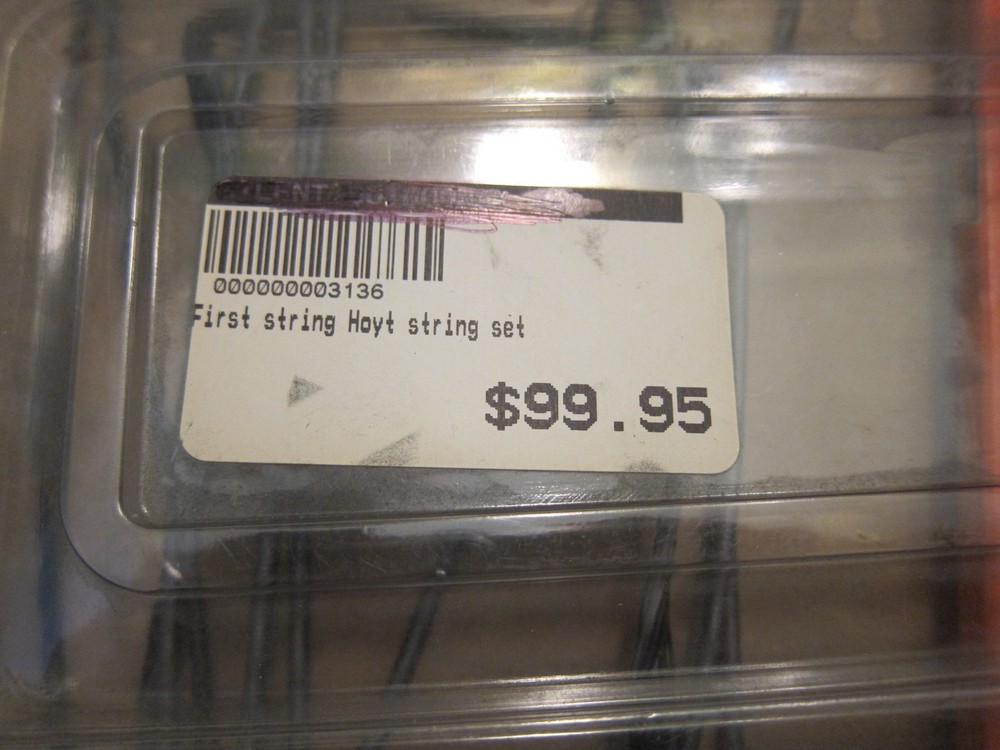 000000003136
First string Hoyt string set
$99.95